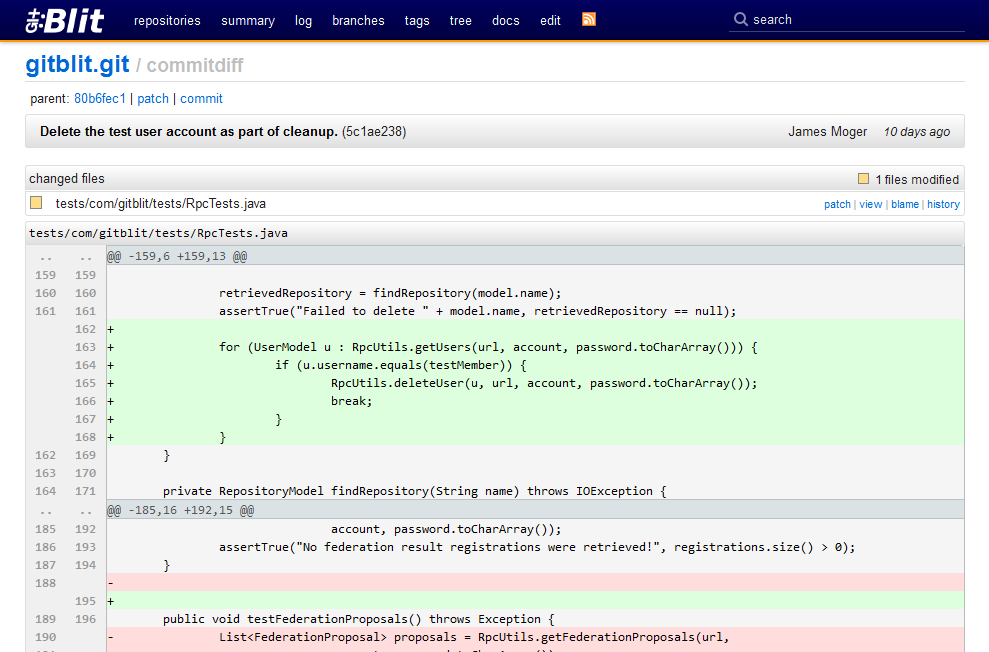 Blit repositories summary log branches tags tree docs edit search
gitblit.git / commitdiff
parent: 80b6fec1 | patch | commit
Delete the test user account as part of cleanup. (5c1ae238) James Moger 10 days ago
changed files 1 files modified
tests/com/gitblit/tests/RpcTests.java patch | view | blame | history
tests/com/gitblit/tests/RpcTests.java
.. .. @@ -159,6 +159,13 @@
159 159
160 160 retrievedRepository = findRepository(model.name);
161 161 assertTrue("Failed to delete " + model.name, retrievedRepository == null);
162 +
163 + for (UserModel u : RpcUtils.getUsers(url, account, password.toCharArray())) {
164 + if (u.username.equals(testMember)) {
165 + RpcUtils.deleteUser(u, url, account, password.toCharArray());
166 + break;
167 + }
168 + }
162 169 }
163 170
164 171 private RepositoryModel findRepository(String name) throws IOException {
.. .. @@ -185,16 +192,15 @@
185 192 account, password.toCharArray());
186 193 assertTrue("No federation result registrations were retrieved!", registrations.size() > 0);
187 194 }
188 -
195 +
189 196 public void testFederationProposals() throws Exception {
190 - List<FederationProposal> proposals = RpcUtils.getFederationProposals(url,